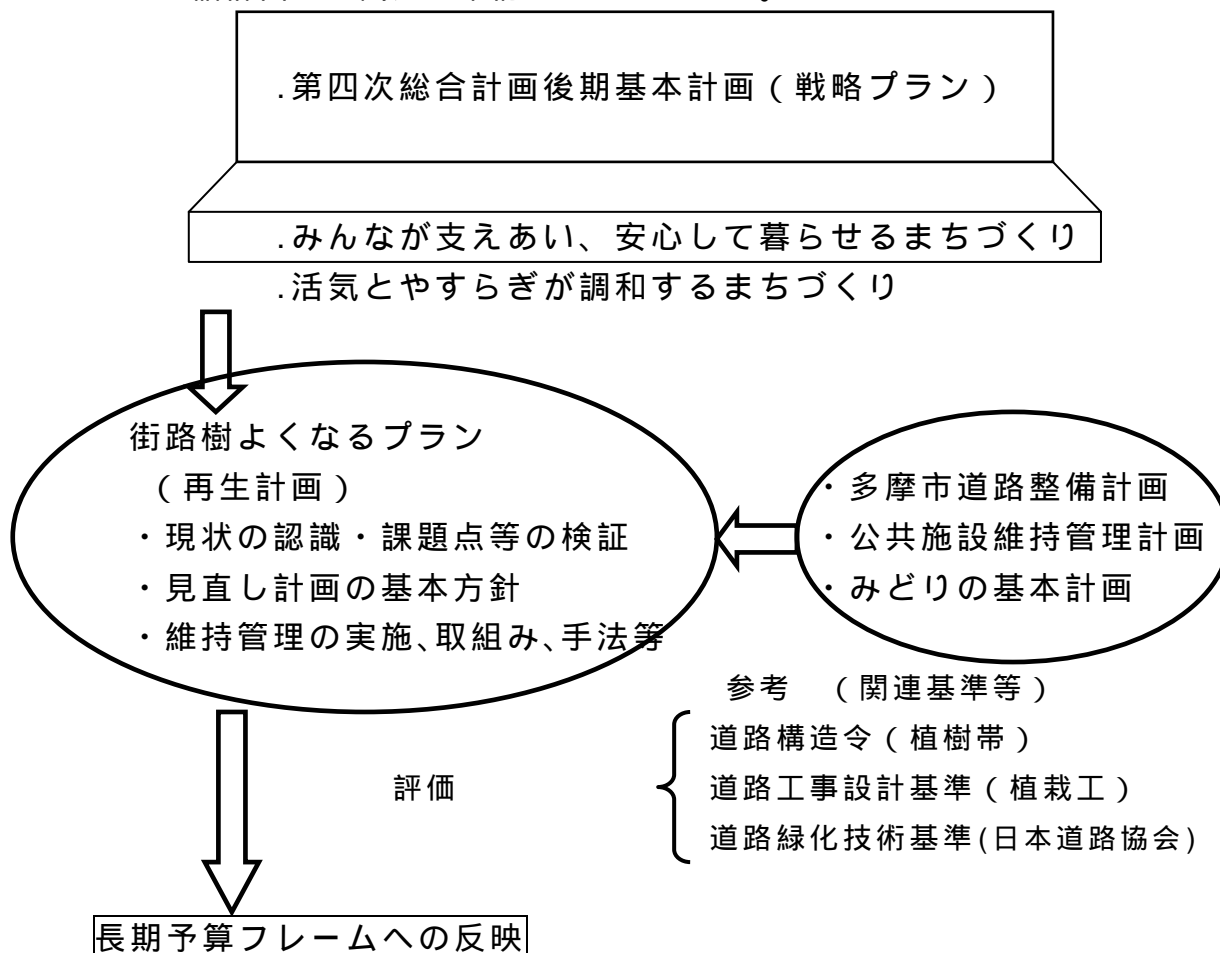 .第四次総合計画後期基本計画(戦略プラン)
.みんなが支えあい、安心して暮らせるまちづくり
.活気とやすらぎが調和するまちづくり
街路樹よくなるプラン
(再生計画)
・現状の認識・課題点等の検証
・見直し計画の基本方針
・維持管理の実施、取組み、手法等
・多摩市道路整備計画
・公共施設維持管理計画
・みどりの基本計画
参考 (関連基準等)
道路構造令(植樹帯)
道路工事設計基準(植栽工)
道路緑化技術基準(日本道路協会)
評価
長期予算フレームへの反映